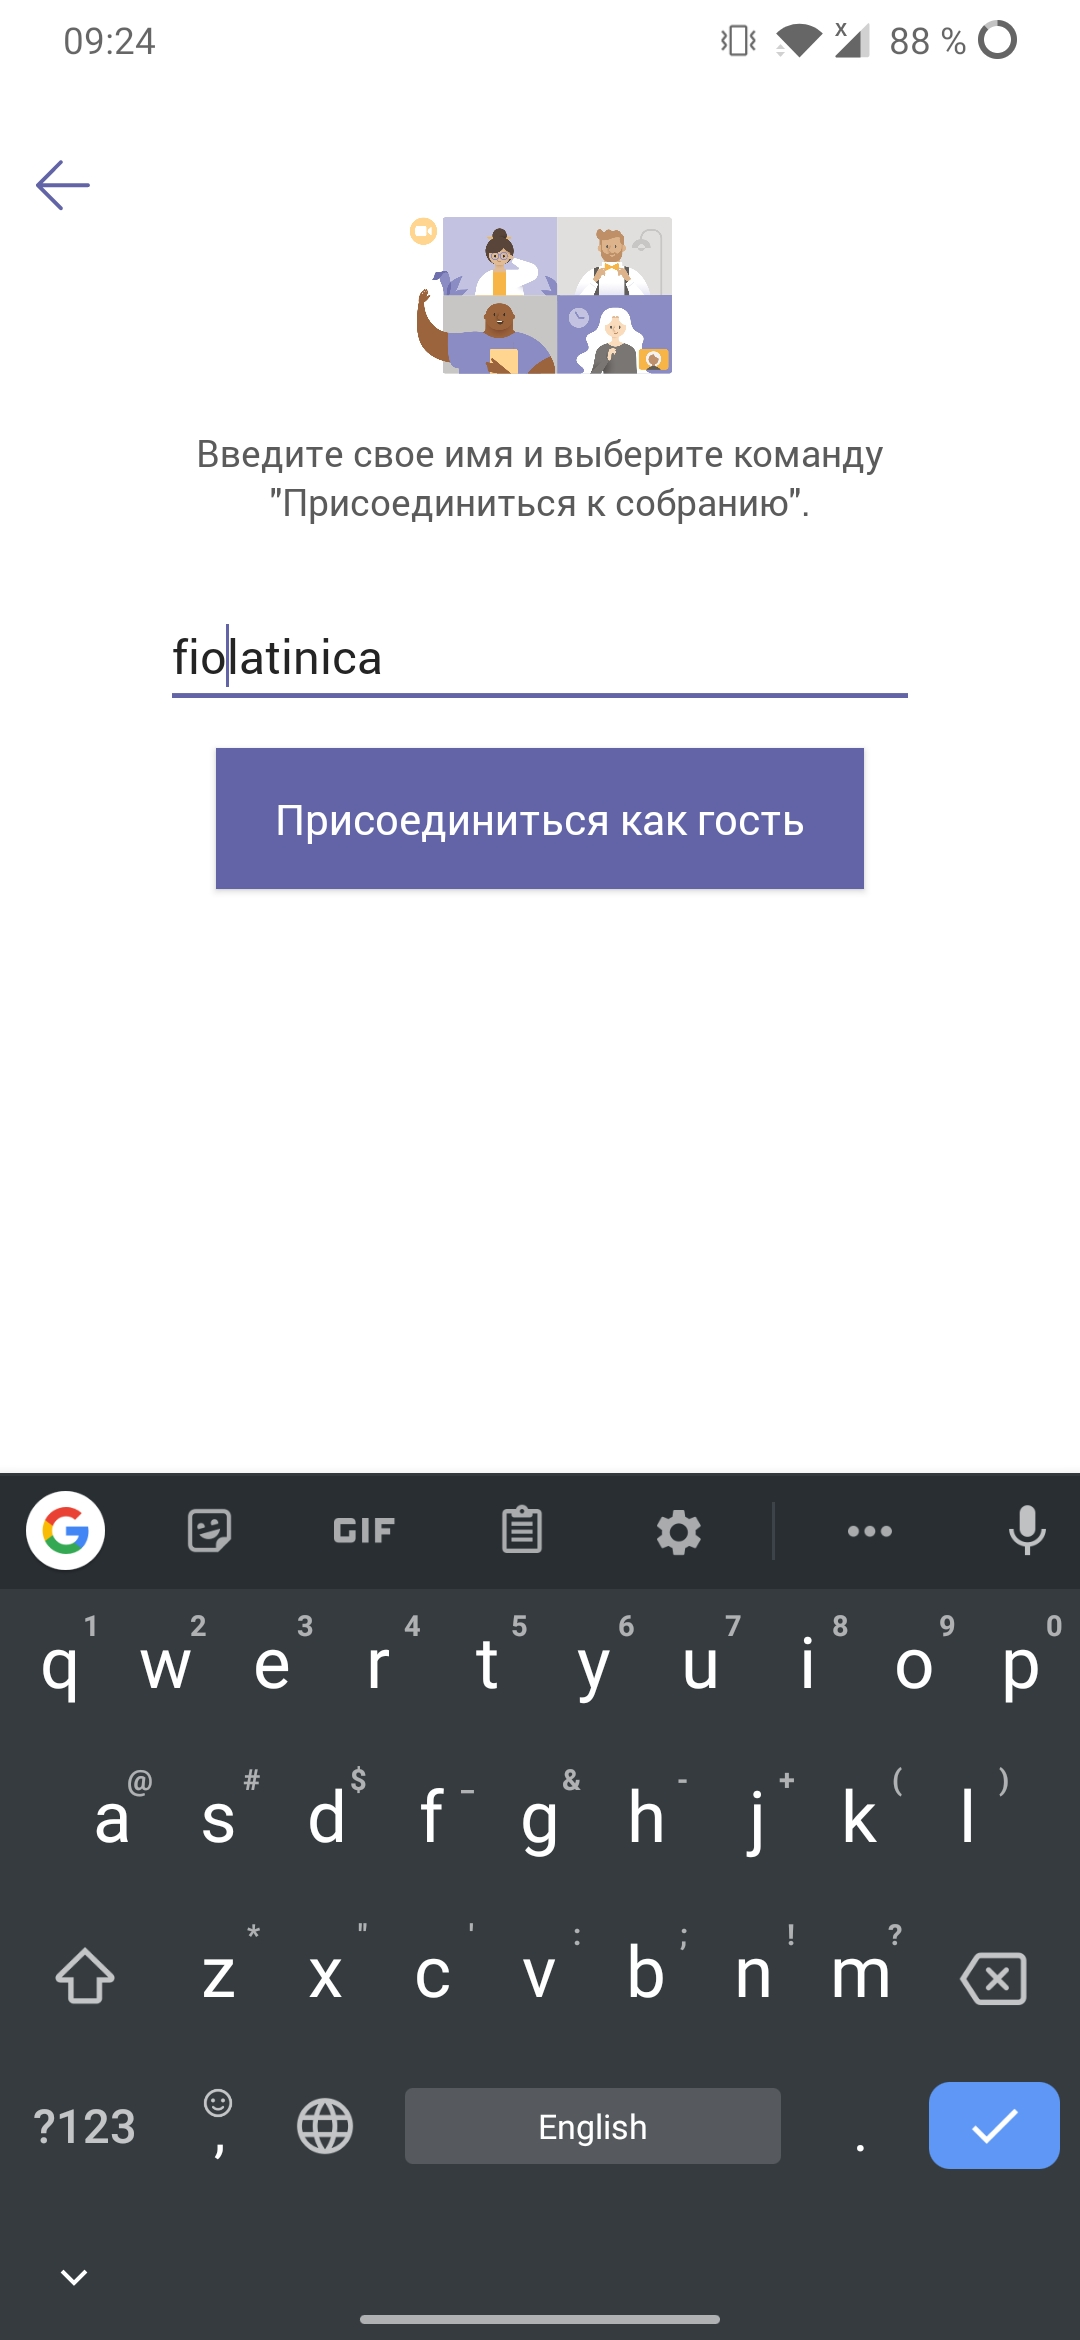 09:24
x 88 %
Введите свое имя и выберите команду
"Присоединиться к собранию".
fiolatinica
Присоединиться как гость
G GIF
1 2 3 4 5 6 7 8 9 0
q w e r t y u i o p
@ # $ _ & - + ( )
a s d f g h j k l
* " ' : ; ! ?
z x c v b n m
?123 , English .